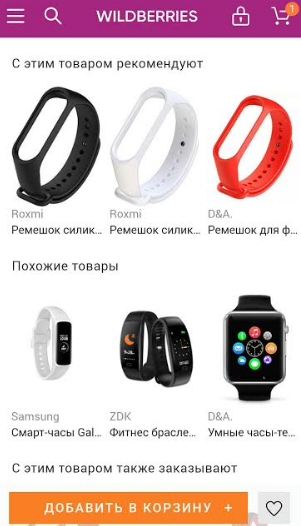 WILDBERRIES
1
С этим товаром рекомендуют
Roxmi
Roxmi
D&A.
Ремешок силик...
Ремешок силик...
Ремешок для ф...
Похожие товары
Samsung
ZDK
D&A.
Смарт-часы Gal...
Фитнес брасле...
Умные часы-те...
С этим товаром также заказывают
ДОБАВИТЬ В КОРЗИНУ +